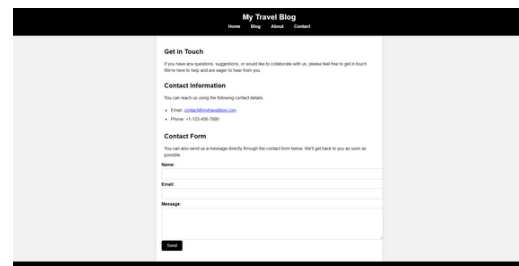 My Travel Blog
Home Blog About Contact
Get in Touch
If you have any questions, suggestions, or would like to collaborate with us, please feel free to get in touch.
We're here to help and are eager to hear from you.
Contact Information
You can reach us using the following contact details:
Email: contact@mytravelblog.com
Phone: +1-123-456-7890
Contact Form
You can also send us a message directly through the contact form below. We'll get back to you as soon as
possible.
Name:
Email:
Message:
Send